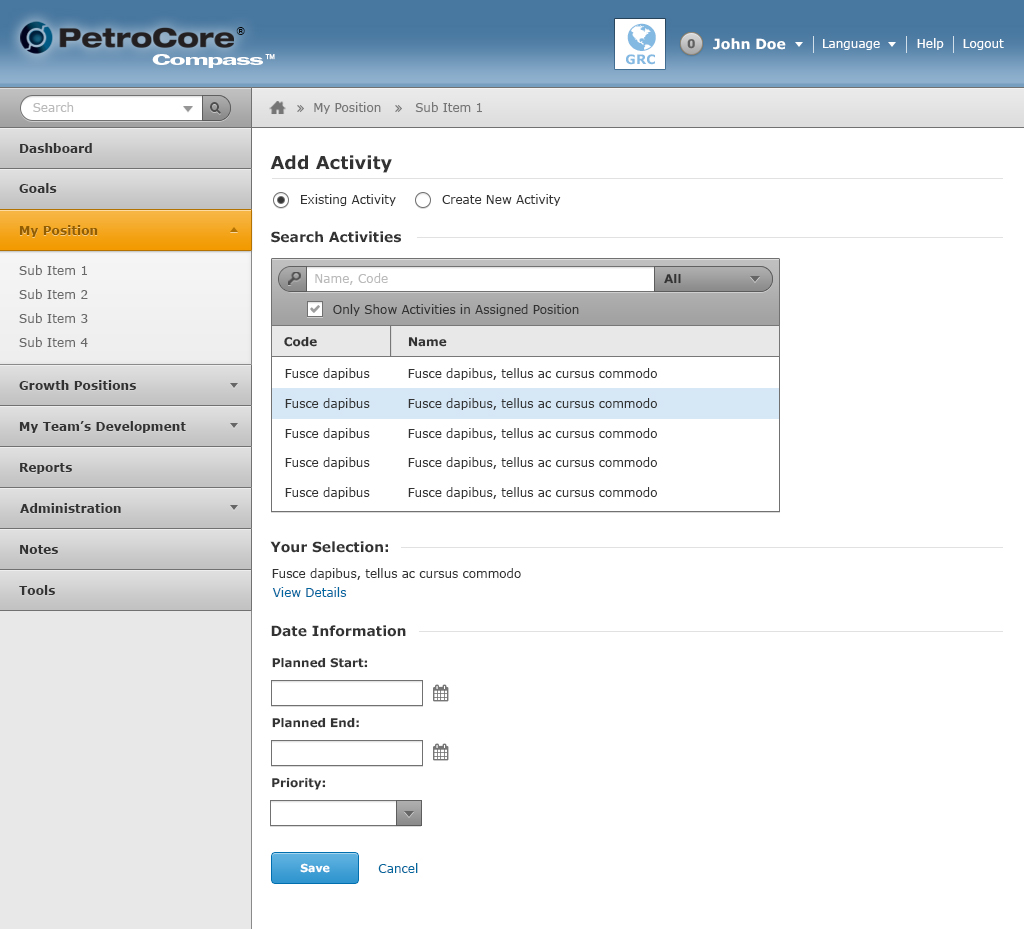 PetroCore®
Compass™
GRC
0 John Doe Language Help Logout
Search
» My Position » Sub Item 1
Dashboard
Goals
My Position
Sub Item 1
Sub Item 2
Sub Item 3
Sub Item 4
Growth Positions
My Team’s Development
Reports
Administration
Notes
Tools
Add Activity
Existing Activity Create New Activity
Search Activities
Name, Code All
Only Show Activities in Assigned Position
Code Name
Fusce dapibus Fusce dapibus, tellus ac cursus commodo
Fusce dapibus Fusce dapibus, tellus ac cursus commodo
Fusce dapibus Fusce dapibus, tellus ac cursus commodo
Fusce dapibus Fusce dapibus, tellus ac cursus commodo
Fusce dapibus Fusce dapibus, tellus ac cursus commodo
Your Selection:
Fusce dapibus, tellus ac cursus commodo
View Details
Date Information
Planned Start:
Planned End:
Priority:
Save Cancel